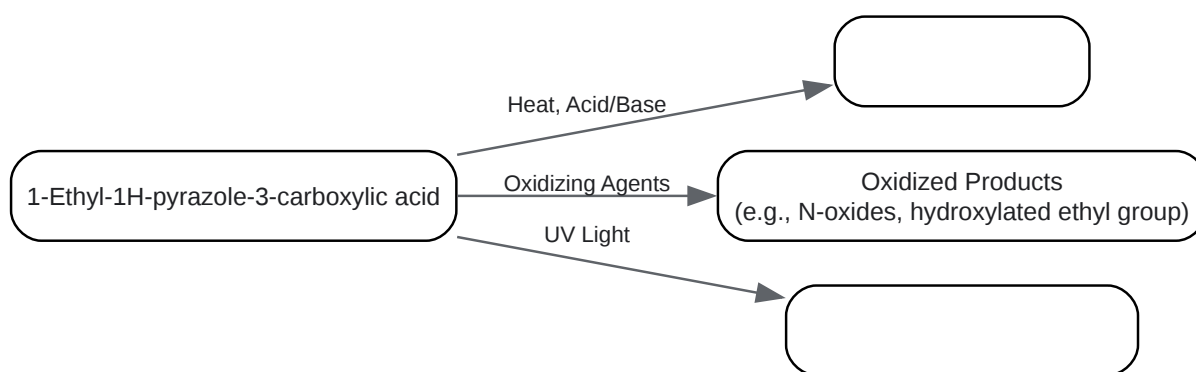 Heat, Acid/Base
1-Ethyl-1H-pyrazole-3-carboxylic acid
Oxidizing Agents
Oxidized Products
(e.g., N-oxides, hydroxylated ethyl group)
UV Light